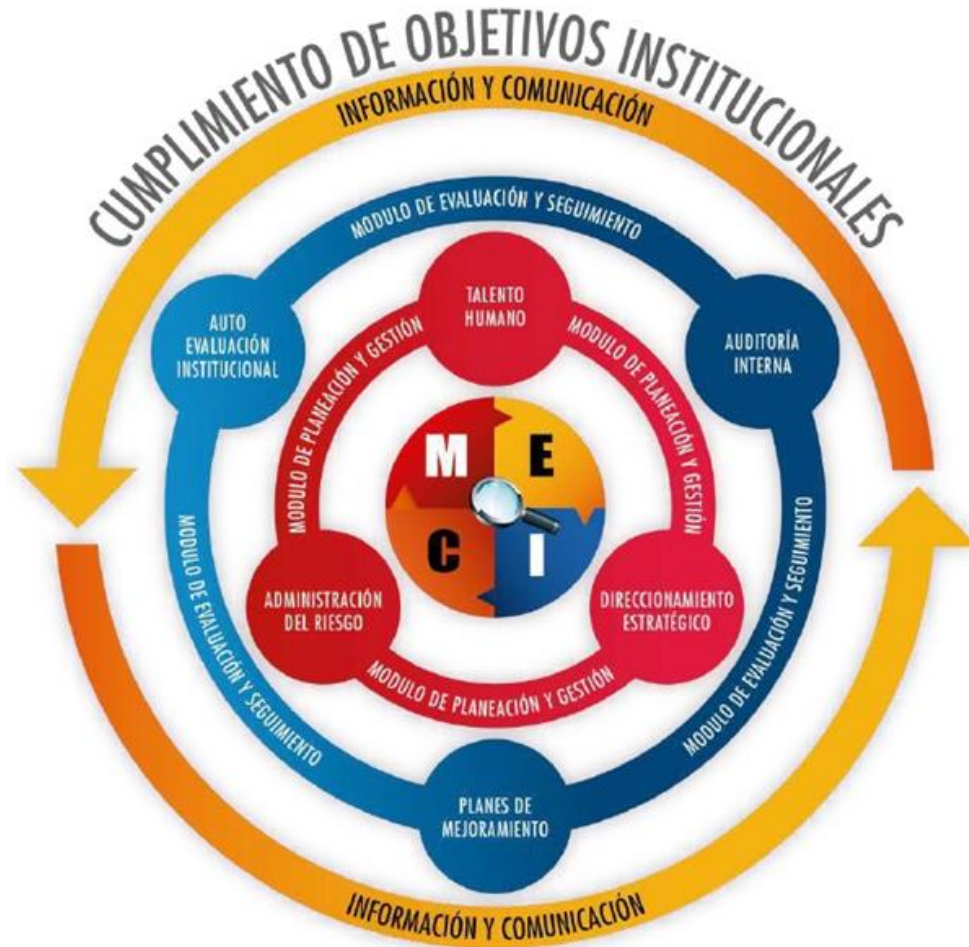 CUMPLIMIENTO DE OBJETIVOS INSTITUCIONALES
INFORMACIÓN Y COMUNICACIÓN
MODULO DE EVALUACIÓN Y SEGUIMIENTO
TALENTO
HUMANO
AUTO
EVALUACIÓN
INSTITUCIONAL
AUDITORÍA
INTERNA
MODULO DE PLANEACIÓN Y GESTIÓN
MODULO DE PLANEACIÓN Y GESTIÓN
M E
C I
MODULO DE EVALUACIÓN Y SEGUIMIENTO
MODULO DE EVALUACIÓN Y SEGUIMIENTO
ADMINISTRACIÓN
DEL RIESGO
DIRECCIONAMIENTO
ESTRATÉGICO
MODULO DE PLANEACIÓN Y GESTIÓN
PLANES DE
MEJORAMIENTO
INFORMACIÓN Y COMUNICACIÓN